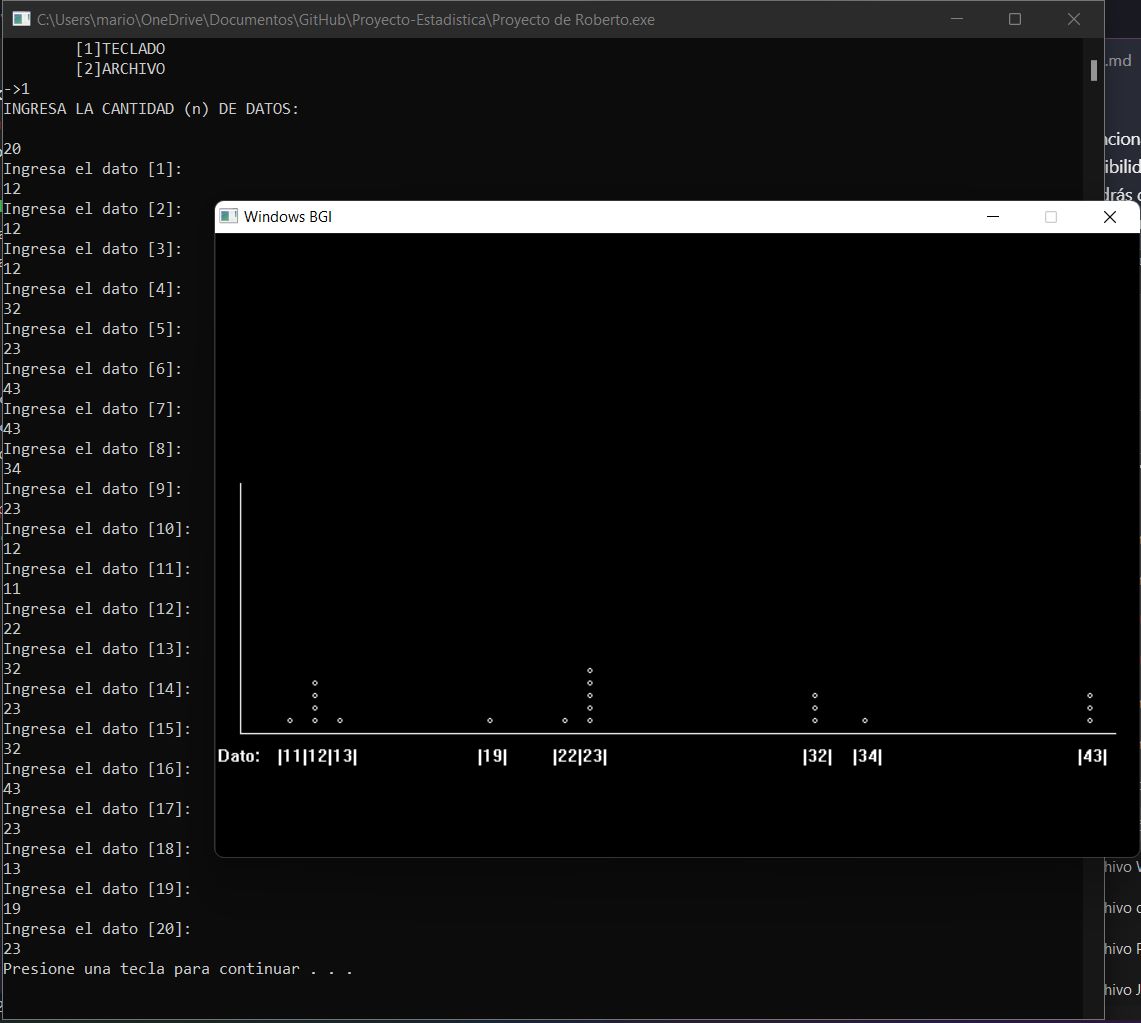 C:\Users\mario\OneDrive\Documentos\GitHub\Proyecto-Estadistica\Proyecto de Roberto.exe
[1]TECLADO
[2]ARCHIVO
->1
INGRESA LA CANTIDAD (n) DE DATOS:
20
Ingresa el dato [1]:
12
Ingresa el dato [2]:
12
Ingresa el dato [3]:
12
Ingresa el dato [4]:
32
Ingresa el dato [5]:
23
Ingresa el dato [6]:
43
Ingresa el dato [7]:
43
Ingresa el dato [8]:
34
Ingresa el dato [9]:
23
Ingresa el dato [10]:
12
Ingresa el dato [11]:
11
Ingresa el dato [12]:
22
Ingresa el dato [13]:
32
Ingresa el dato [14]:
23
Ingresa el dato [15]:
32
Ingresa el dato [16]:
43
Ingresa el dato [17]:
23
Ingresa el dato [18]:
13
Ingresa el dato [19]:
19
Ingresa el dato [20]:
23
Presione una tecla para continuar . . .
Windows BGI
Dato: |11|12|13| |19| |22|23| |32| |34| |43|
.md